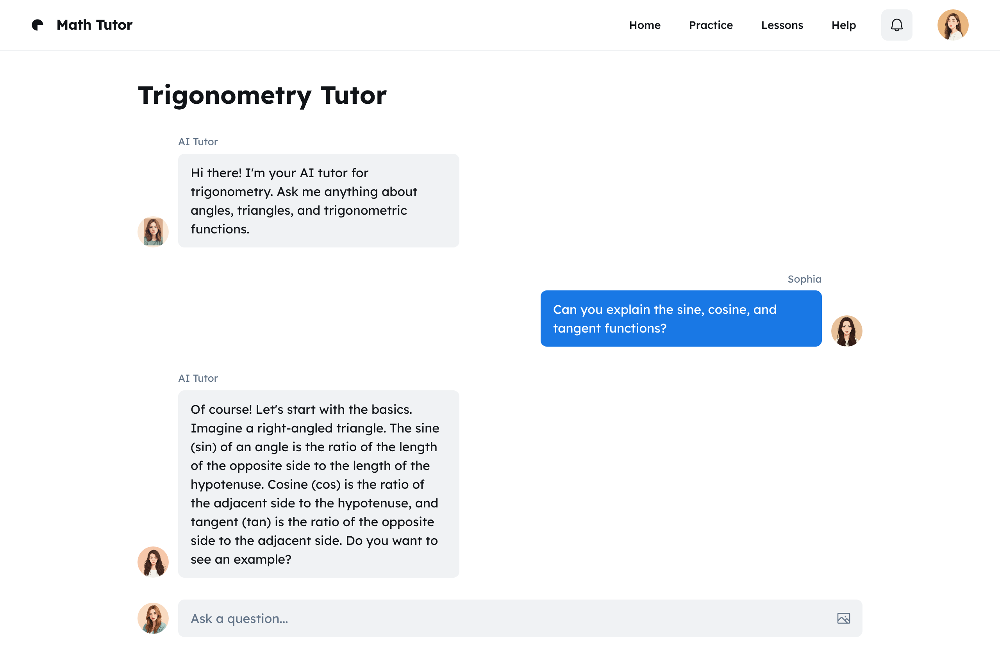 Math Tutor
Home Practice Lessons Help
Trigonometry Tutor
AI Tutor
Hi there! I'm your AI tutor for
trigonometry. Ask me anything about
angles, triangles, and trigonometric
functions.
Sophia
Can you explain the sine, cosine, and
tangent functions?
AI Tutor
Of course! Let's start with the basics.
Imagine a right-angled triangle. The sine
(sin) of an angle is the ratio of the length
of the opposite side to the length of the
hypotenuse. Cosine (cos) is the ratio of
the adjacent side to the hypotenuse, and
tangent (tan) is the ratio of the opposite
side to the adjacent side. Do you want to
see an example?
Ask a question...